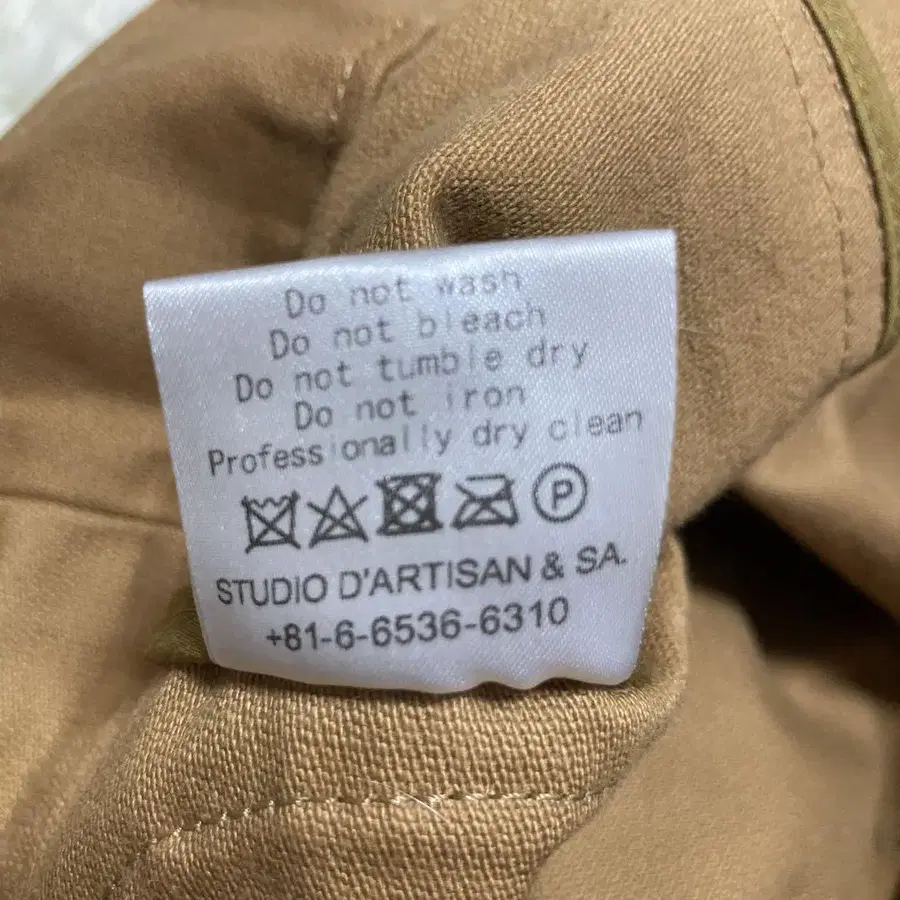 Do not wash
Do not bleach
Do not tumble dry
Do not iron
Professionally dry clean
P
STUDIO D'ARTISAN & SA.
+81-6-6536-6310